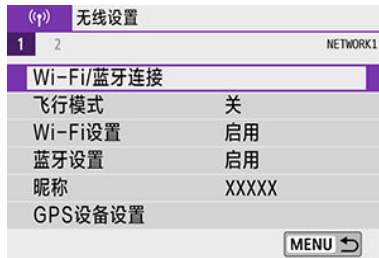 无线设置
1 2 NETWORK1
Wi-Fi/蓝牙连接
飞行模式 关
Wi-Fi设置 启用
蓝牙设置 启用
昵称 XXXXX
GPS设备设置
MENU